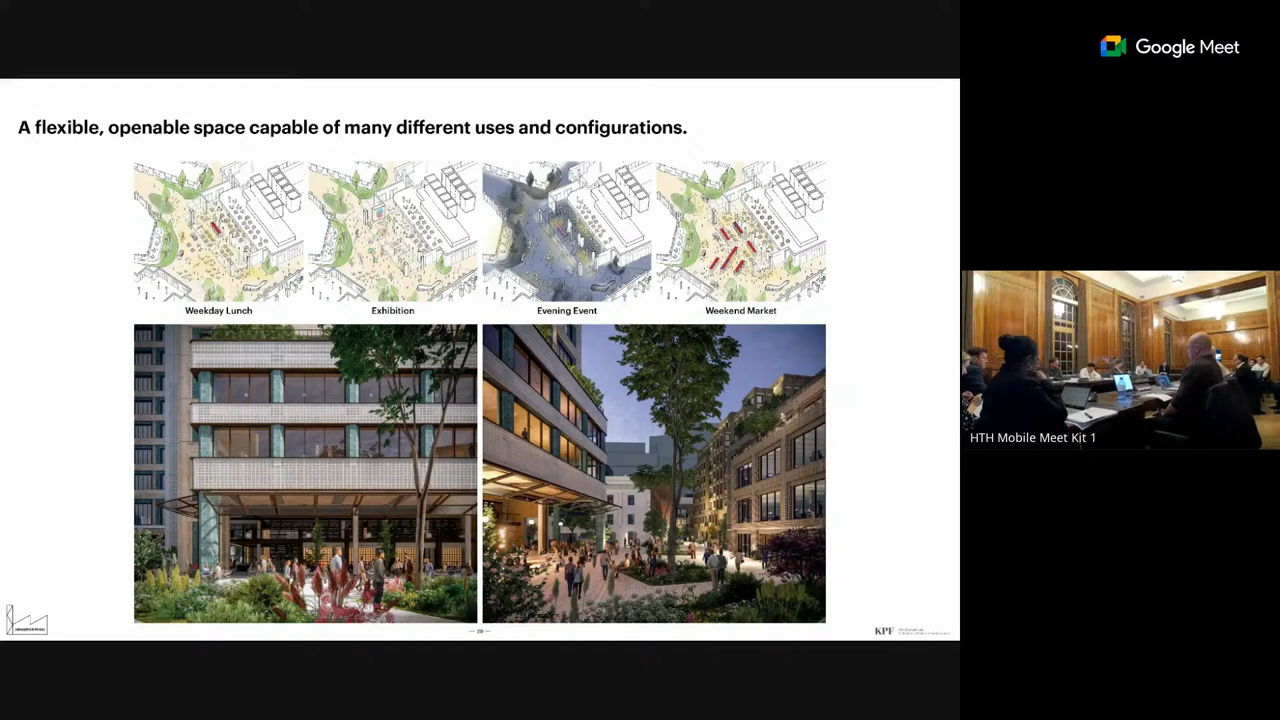 Google Meet
A flexible, openable space capable of many different uses and configurations.
Weekday Lunch
Exhibition
Evening Event
Weekend Market
HTH Mobile Meet Kit 1
KPF